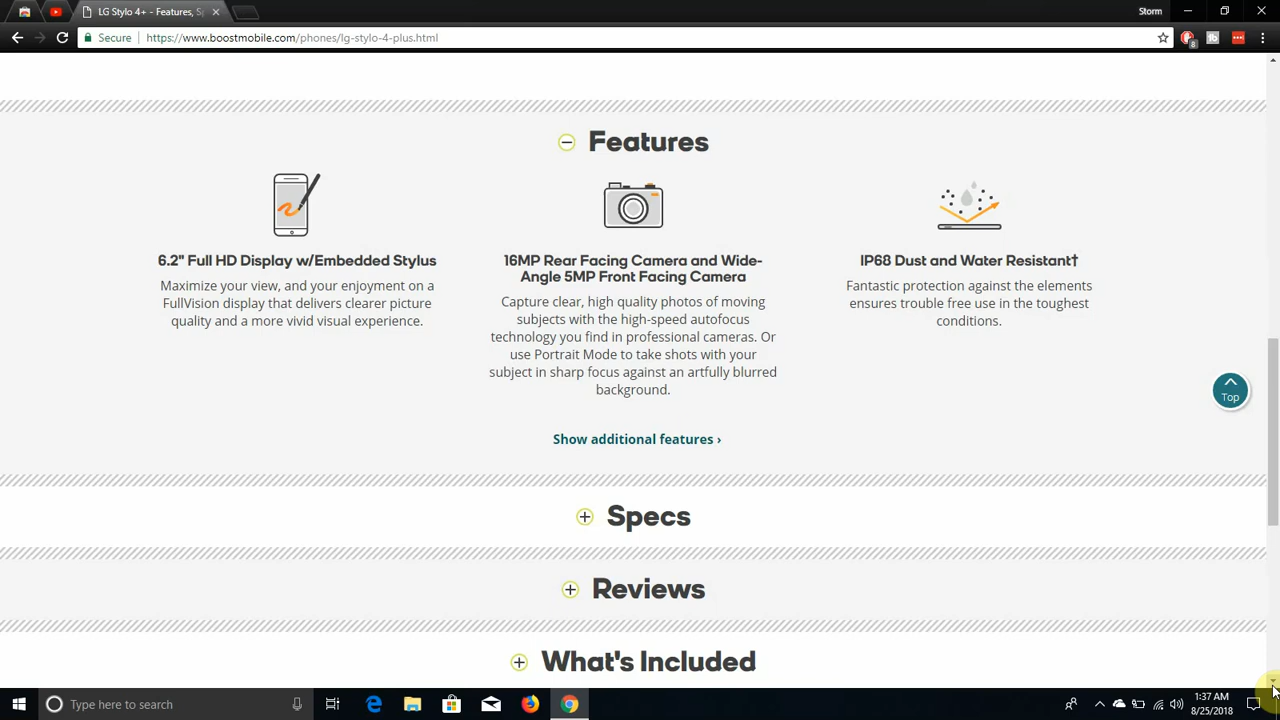 LG Stylo 4+ - Features, Sp
Storm
Secure
https://www.boostmobile.com/phones/lg-stylo-4-plus.html
8
Features
6.2" Full HD Display w/Embedded Stylus
Maximize your view, and your enjoyment on a
FullVision display that delivers clearer picture
quality and a more vivid visual experience.
16MP Rear Facing Camera and Wide-
Angle 5MP Front Facing Camera
Capture clear, high quality photos of moving
subjects with the high-speed autofocus
technology you find in professional cameras. Or
use Portrait Mode to take shots with your
subject in sharp focus against an artfully blurred
background.
IP68 Dust and Water Resistant†
Fantastic protection against the elements
ensures trouble free use in the toughest
conditions.
Top
Show additional features ›
Specs
Reviews
What's Included
Type here to search
1:37 AM
8/25/2018